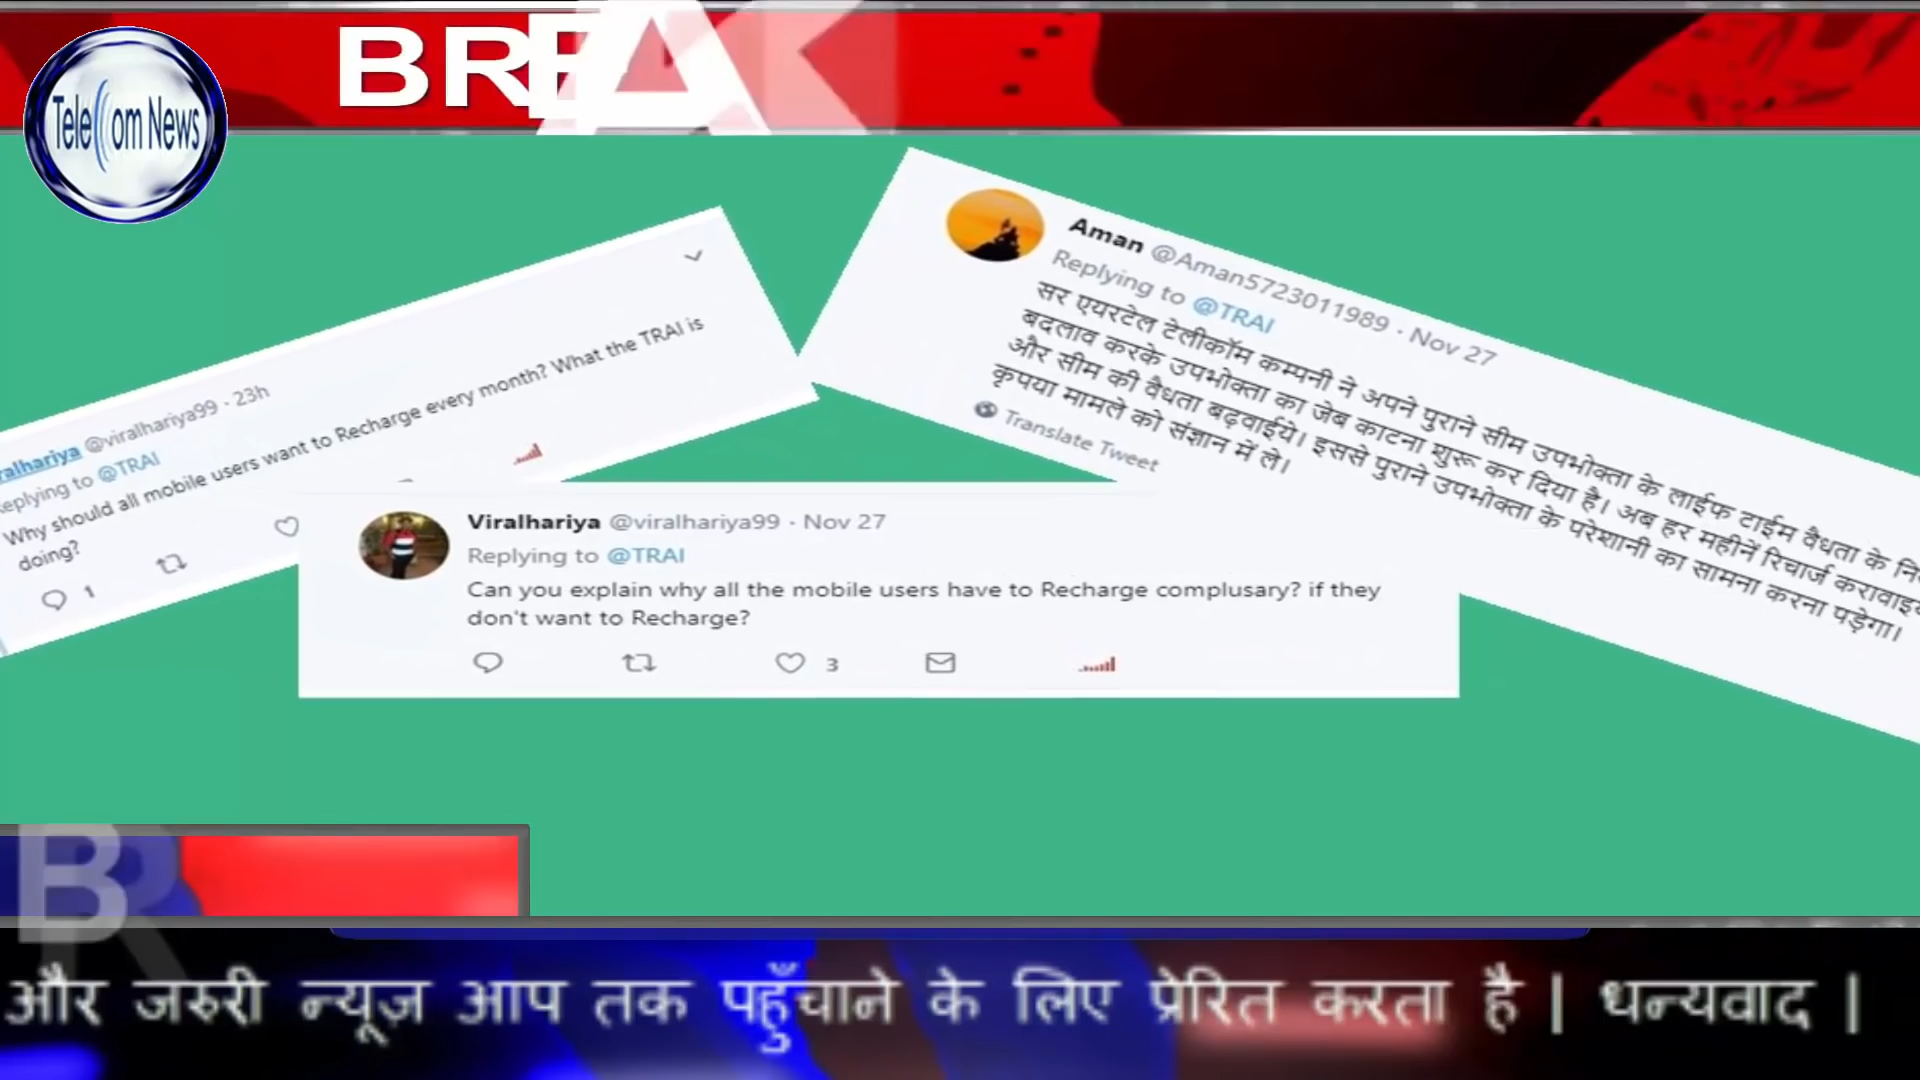 BREAK
Telecom News
Aman @Aman5723011989 · Nov 27
Replying to @TRAI
सर एयरटेल टेलीकॉम कम्पनी ने अपने पुराने सीम उपभोक्ता के लाईफ टाईम वैधता के
बदलाव करके उपभोक्ता का जेब काटना शुरू कर दिया है। अब हर महीनें रिचार्ज
और सीम की वैधता बढ़वाईये। इससे पुराने उपभोक्ता के परेशानी का सामना करना पड़ेगा।
कृपया मामले को संज्ञान में ले।
Translate Tweet
@viralhariya99 · 23h
Replying to @TRAI
Why should all mobile users want to Recharge every month? What the TRAI is
doing?
1
Viralhariya @viralhariya99 · Nov 27
Replying to @TRAI
Can you explain why all the mobile users have to Recharge complusary? if they
don't want to Recharge?
3
BR
और जरुरी न्यूज़ आप तक पहुँचाने के लिए प्रेरित करता है | धन्यवाद |